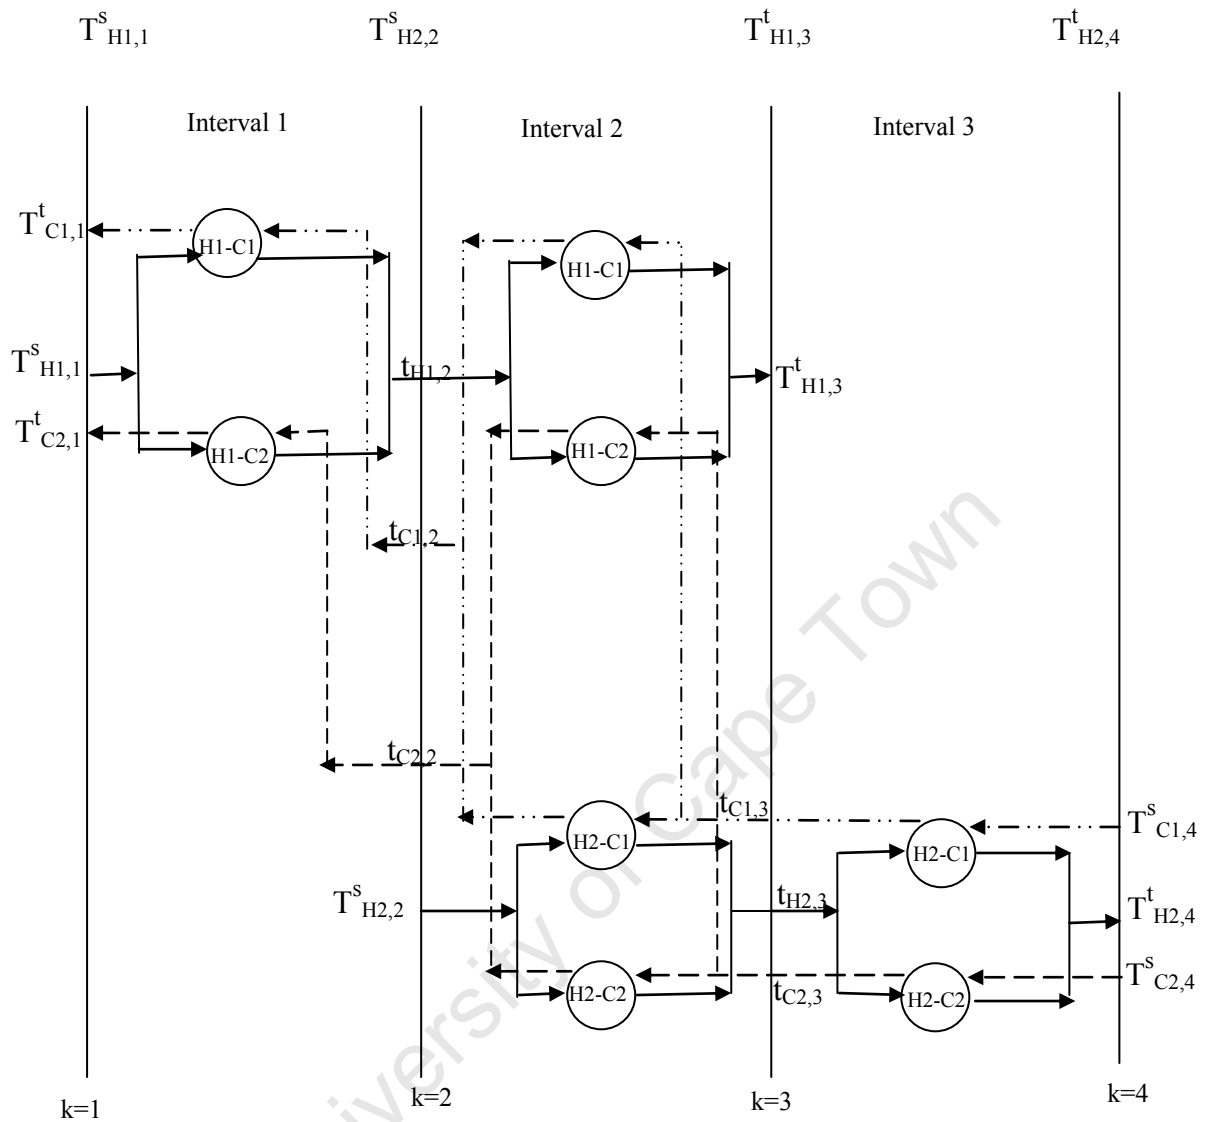 T^s_H1,1 T^s_H2,2 T^t_H1,3 T^t_H2,4
Interval 1 Interval 2 Interval 3
T^t_C1,1
H1-C1 H1-C1
T^s_H1,1 t_H1,2 T^t_H1,3
T^t_C2,1
H1-C2 H1-C2
t_C1,2
t_C2,2
t_C1,3 T^s_C1,4
H2-C1 H2-C1
T^s_H2,2 t_H2,3 T^t_H2,4
t_C2,3 T^s_C2,4
H2-C2 H2-C2
k=1 k=2 k=3 k=4
iversity of Cape Town